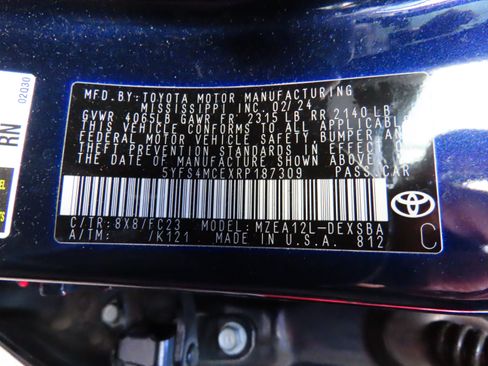 MFD. BY: TOYOTA MOTOR MANUFACTURING
MISSISSIPPI INC. 02/24
GVWR 4065LB GAWR FR 2315 LB RR 2140 LB
THIS VEHICLE CONFORMS TO ALL APPLICABLE
FEDERAL MOTOR VEHICLE SAFETY, BUMPER AND
THEFT PREVENTION STANDARDS IN EFFECT ON
THE DATE OF MANUFACTURE SHOWN ABOVE.
5YFS4MCEXRP187309 PASS.CAR
C/TR: 8X8/FC23 MODEL: MZEA12L-DEXSBA
A/TM: /K121 MADE IN U.S.A. 812
C
02030
RN